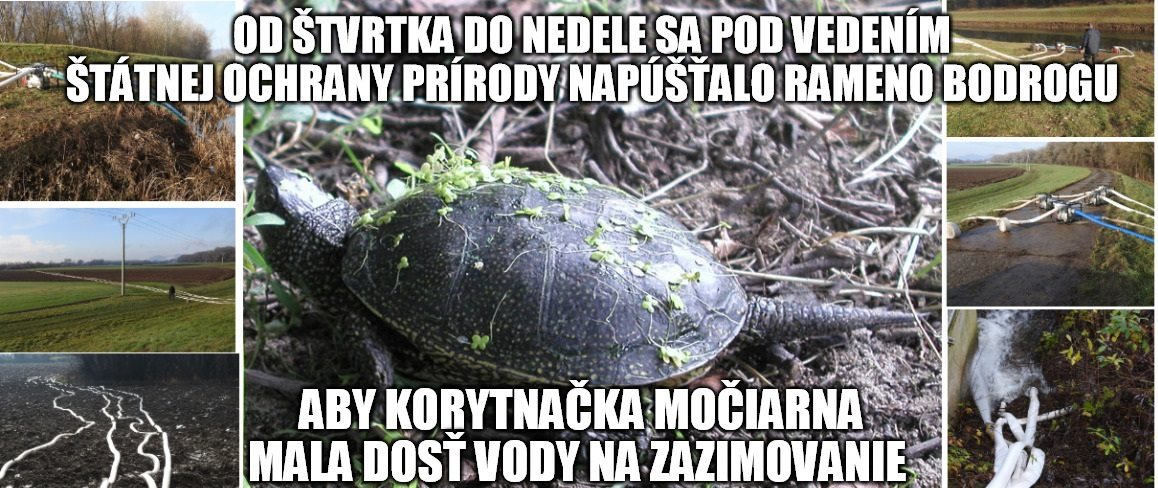 OD ŠTVRTKA DO NEDELE SA POD VEDENÍM
ŠTÁTNEJ OCHRANY PRÍRODY NAPÚŠŤALO RAMENO BODROGU
ABY KORYTNAČKA MOČIARNA
MALA DOSŤ VODY NA ZAZIMOVANIE